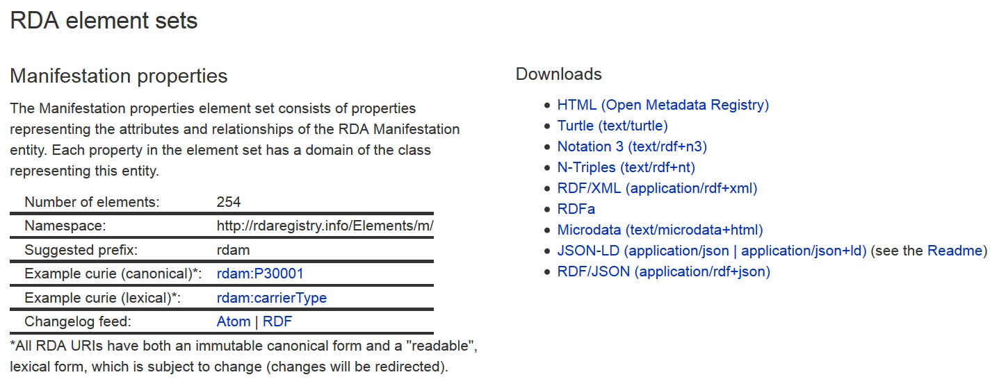 RDA element sets
Manifestation properties
The Manifestation properties element set consists of properties
representing the attributes and relationships of the RDA Manifestation
entity. Each property in the element set has a domain of the class
representing this entity.
Number of elements: 254
Namespace: http://rdaregistry.info/Elements/m/
Suggested prefix: rdam
Example curie (canonical)*: rdam:P30001
Example curie (lexical)*: rdam:carrierType
Changelog feed: Atom | RDF
*All RDA URIs have both an immutable canonical form and a "readable",
lexical form, which is subject to change (changes will be redirected).
Downloads
• HTML (Open Metadata Registry)
• Turtle (text/turtle)
• Notation 3 (text/rdf+n3)
• N-Triples (text/rdf+nt)
• RDF/XML (application/rdf+xml)
• RDFa
• Microdata (text/microdata+html)
• JSON-LD (application/json | application/json+ld) (see the Readme)
• RDF/JSON (application/rdf+json)